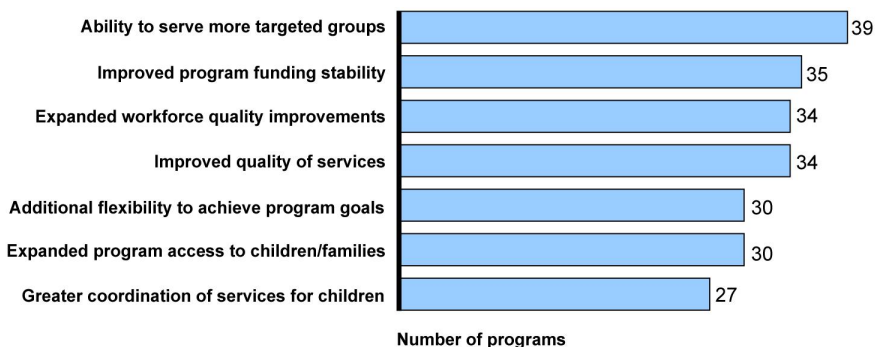 Ability to serve more targeted groups 39
Improved program funding stability 35
Expanded workforce quality improvements 34
Improved quality of services 34
Additional flexibility to achieve program goals 30
Expanded program access to children/families 30
Greater coordination of services for children 27
Number of programs